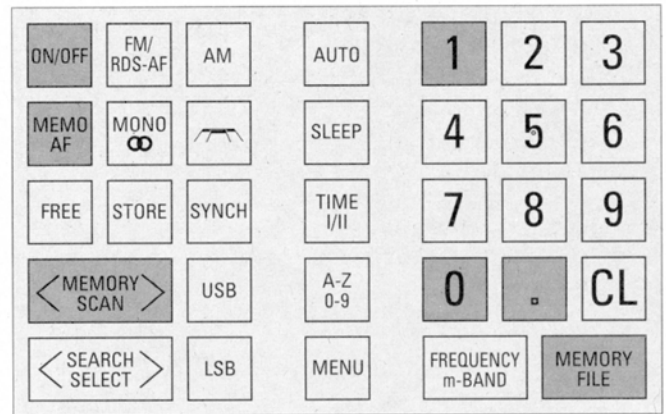 ON/OFF
FM/
RDS-AF
AM
AUTO
1
2
3
MEMO
AF
MONO
SLEEP
4
5
6
FREE
STORE
SYNCH
TIME
I/II
7
8
9
MEMORY
SCAN
USB
A-Z
0-9
0
.
CL
SEARCH
SELECT
LSB
MENU
FREQUENCY
m-BAND
MEMORY
FILE